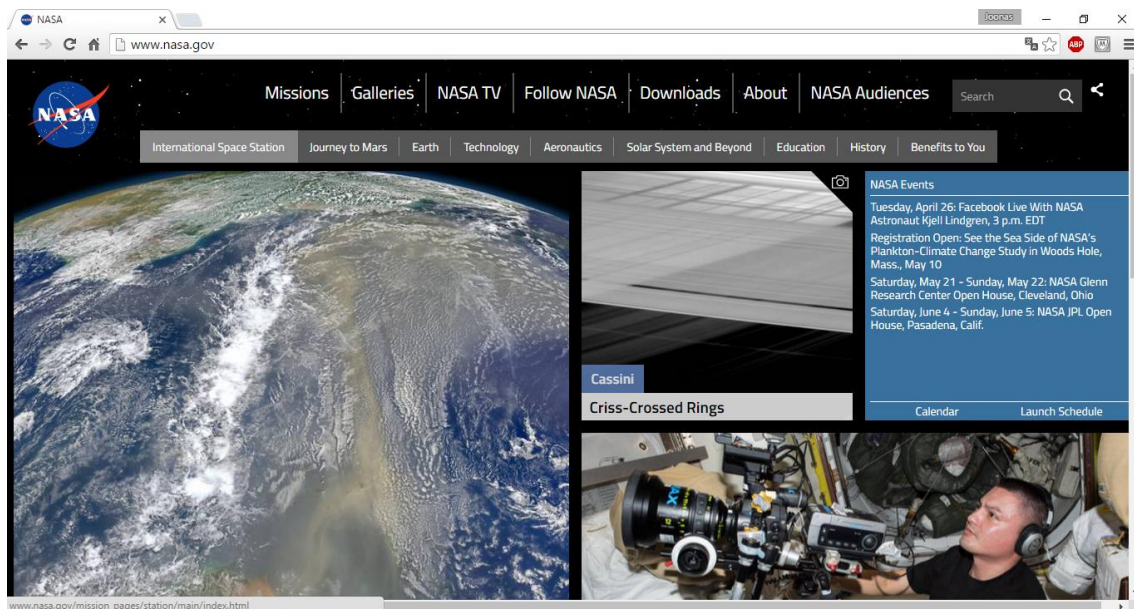 NASA
Joonas
www.nasa.gov
ABP
NASA
Missions Galleries NASA TV Follow NASA Downloads About NASA Audiences
Search
International Space Station Journey to Mars Earth Technology Aeronautics Solar System and Beyond Education History Benefits to You
Cassini
Criss-Crossed Rings
NASA Events
Tuesday, April 26: Facebook Live With NASA
Astronaut Kjell Lindgren, 3 p.m. EDT
Registration Open: See the Sea Side of NASA's
Plankton-Climate Change Study in Woods Hole,
Mass., May 10
Saturday, May 21 - Sunday, May 22: NASA Glenn
Research Center Open House, Cleveland, Ohio
Saturday, June 4 - Sunday, June 5: NASA JPL Open
House, Pasadena, Calif.
Calendar Launch Schedule
www.nasa.gov/mission_pages/station/main/index.html